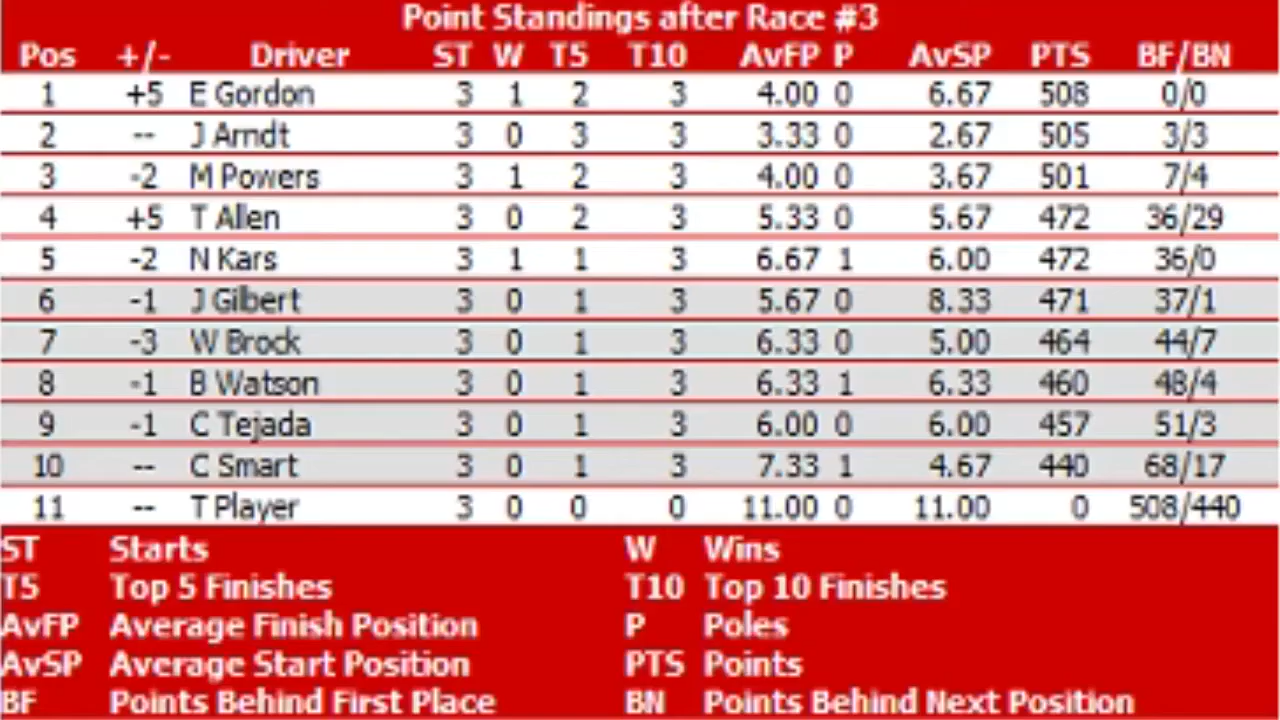 Point Standings after Race #3
Pos +/- Driver ST W T5 T10 AvFP P AvSP PTS BF/BN
1 +5 E Gordon 3 1 2 3 4.00 0 6.67 508 0/0
2 -- J Arndt 3 0 3 3 3.33 0 2.67 505 3/3
3 -2 M Powers 3 1 2 3 4.00 0 3.67 501 7/4
4 +5 T Allen 3 0 2 3 5.33 0 5.67 472 36/29
5 -2 N Kars 3 1 1 3 6.67 1 6.00 472 36/0
6 -1 J Gilbert 3 0 1 3 5.67 0 8.33 471 37/1
7 -3 W Brock 3 0 1 3 6.33 0 5.00 464 44/7
8 -1 B Watson 3 0 1 3 6.33 1 6.33 460 48/4
9 -1 C Tejada 3 0 1 3 6.00 0 6.00 457 51/3
10 -- C Smart 3 0 1 3 7.33 1 4.67 440 68/17
11 -- T Player 3 0 0 0 11.00 0 11.00 0 508/440
ST Starts W Wins
T5 Top 5 Finishes T10 Top 10 Finishes
AvFP Average Finish Position P Poles
AvSP Average Start Position PTS Points
BF Points Behind First Place BN Points Behind Next Position